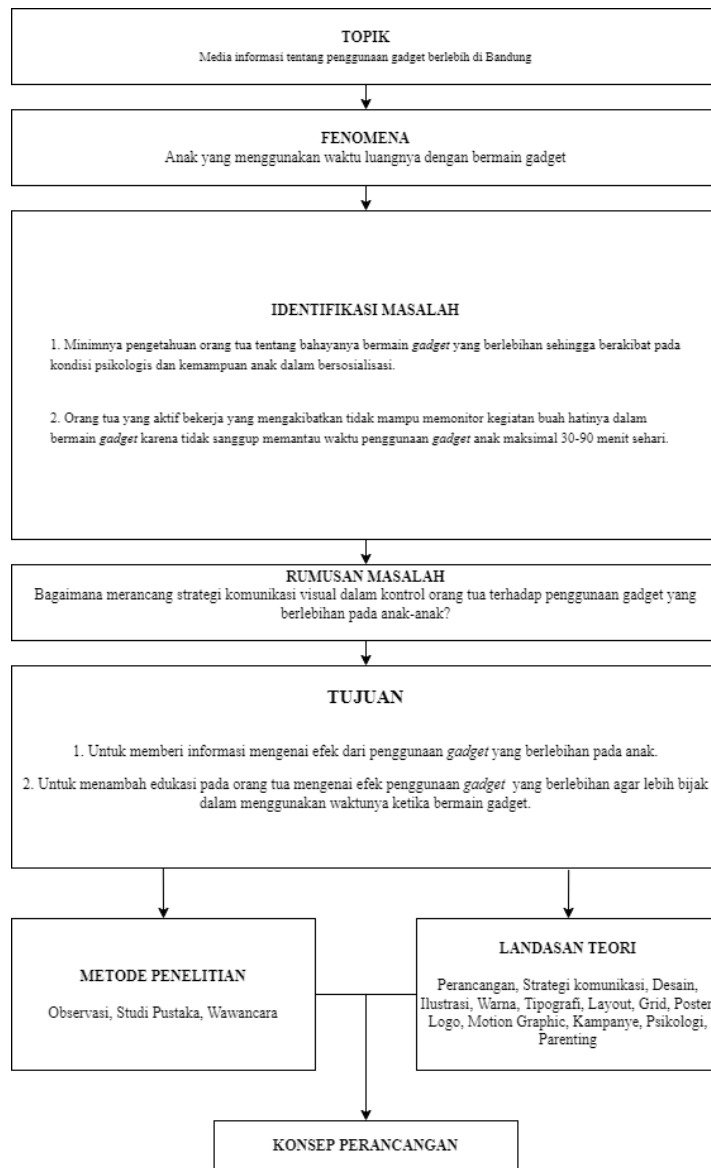 TOPIK
Media informasi tentang penggunaan gadget berlebih di Bandung
FENOMENA
Anak yang menggunakan waktu luangnya dengan bermain gadget
IDENTIFIKASI MASALAH
1. Minimnya pengetahuan orang tua tentang bahayanya bermain gadget yang berlebihan sehingga berakibat pada
kondisi psikologis dan kemampuan anak dalam bersosialisasi.
2. Orang tua yang aktif bekerja yang mengakibatkan tidak mampu memonitor kegiatan buah hatinya dalam
bermain gadget karena tidak sanggup memantau waktu penggunaan gadget anak maksimal 30-90 menit sehari.
RUMUSAN MASALAH
Bagaimana merancang strategi komunikasi visual dalam kontrol orang tua terhadap penggunaan gadget yang
berlebihan pada anak-anak?
TUJUAN
1. Untuk memberi informasi mengenai efek dari penggunaan gadget yang berlebihan pada anak.
2. Untuk menambah edukasi pada orang tua mengenai efek penggunaan gadget yang berlebihan agar lebih bijak
dalam menggunakan waktunya ketika bermain gadget.
METODE PENELITIAN
Observasi, Studi Pustaka, Wawancara
LANDASAN TEORI
Perancangan, Strategi komunikasi, Desain,
Ilustrasi, Warna, Tipografi, Layout, Grid, Poster
Logo, Motion Graphic, Kampanye, Psikologi,
Parenting
KONSEP PERANCANGAN